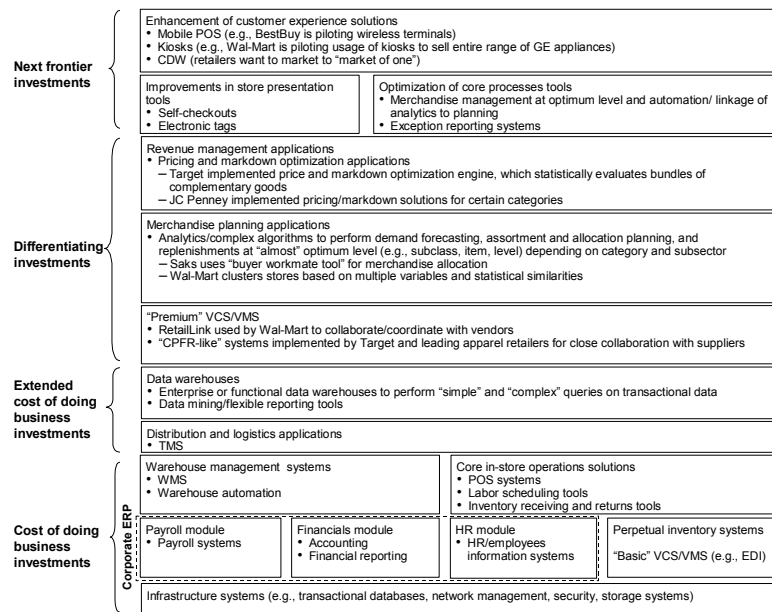 Next frontier
investments
Enhancement of customer experience solutions
• Mobile POS (e.g., BestBuy is piloting wireless terminals)
• Kiosks (e.g., Wal-Mart is piloting usage of kiosks to sell entire range of GE appliances)
• CDW (retailers want to market to “market of one”)
Improvements in store presentation
tools
• Self-checkouts
• Electronic tags
Optimization of core processes tools
• Merchandise management at optimum level and automation/ linkage of
analytics to planning
• Exception reporting systems
Differentiating
investments
Revenue management applications
• Pricing and markdown optimization applications
– Target implemented price and markdown optimization engine, which statistically evaluates bundles of
complementary goods
– JC Penney implemented pricing/markdown solutions for certain categories
Merchandise planning applications
• Analytics/complex algorithms to perform demand forecasting, assortment and allocation planning, and
replenishments at “almost” optimum level (e.g., subclass, item, level) depending on category and subsector
– Saks uses “buyer workmate tool” for merchandise allocation
– Wal-Mart clusters stores based on multiple variables and statistical similarities
“Premium” VCS/VMS
• RetailLink used by Wal-Mart to collaborate/coordinate with vendors
• “CPFR-like” systems implemented by Target and leading apparel retailers for close collaboration with suppliers
Extended
cost of doing
business
investments
Data warehouses
• Enterprise or functional data warehouses to perform “simple” and “complex” queries on transactional data
• Data mining/flexible reporting tools
Distribution and logistics applications
• TMS
Cost of doing
business
investments
Warehouse management systems
• WMS
• Warehouse automation
Core in-store operations solutions
• POS systems
• Labor scheduling tools
• Inventory receiving and returns tools
Corporate ERP
Payroll module
• Payroll systems
Financials module
• Accounting
• Financial reporting
HR module
• HR/employees
information systems
Perpetual inventory systems
“Basic” VCS/VMS (e.g., EDI)
Infrastructure systems (e.g., transactional databases, network management, security, storage systems)